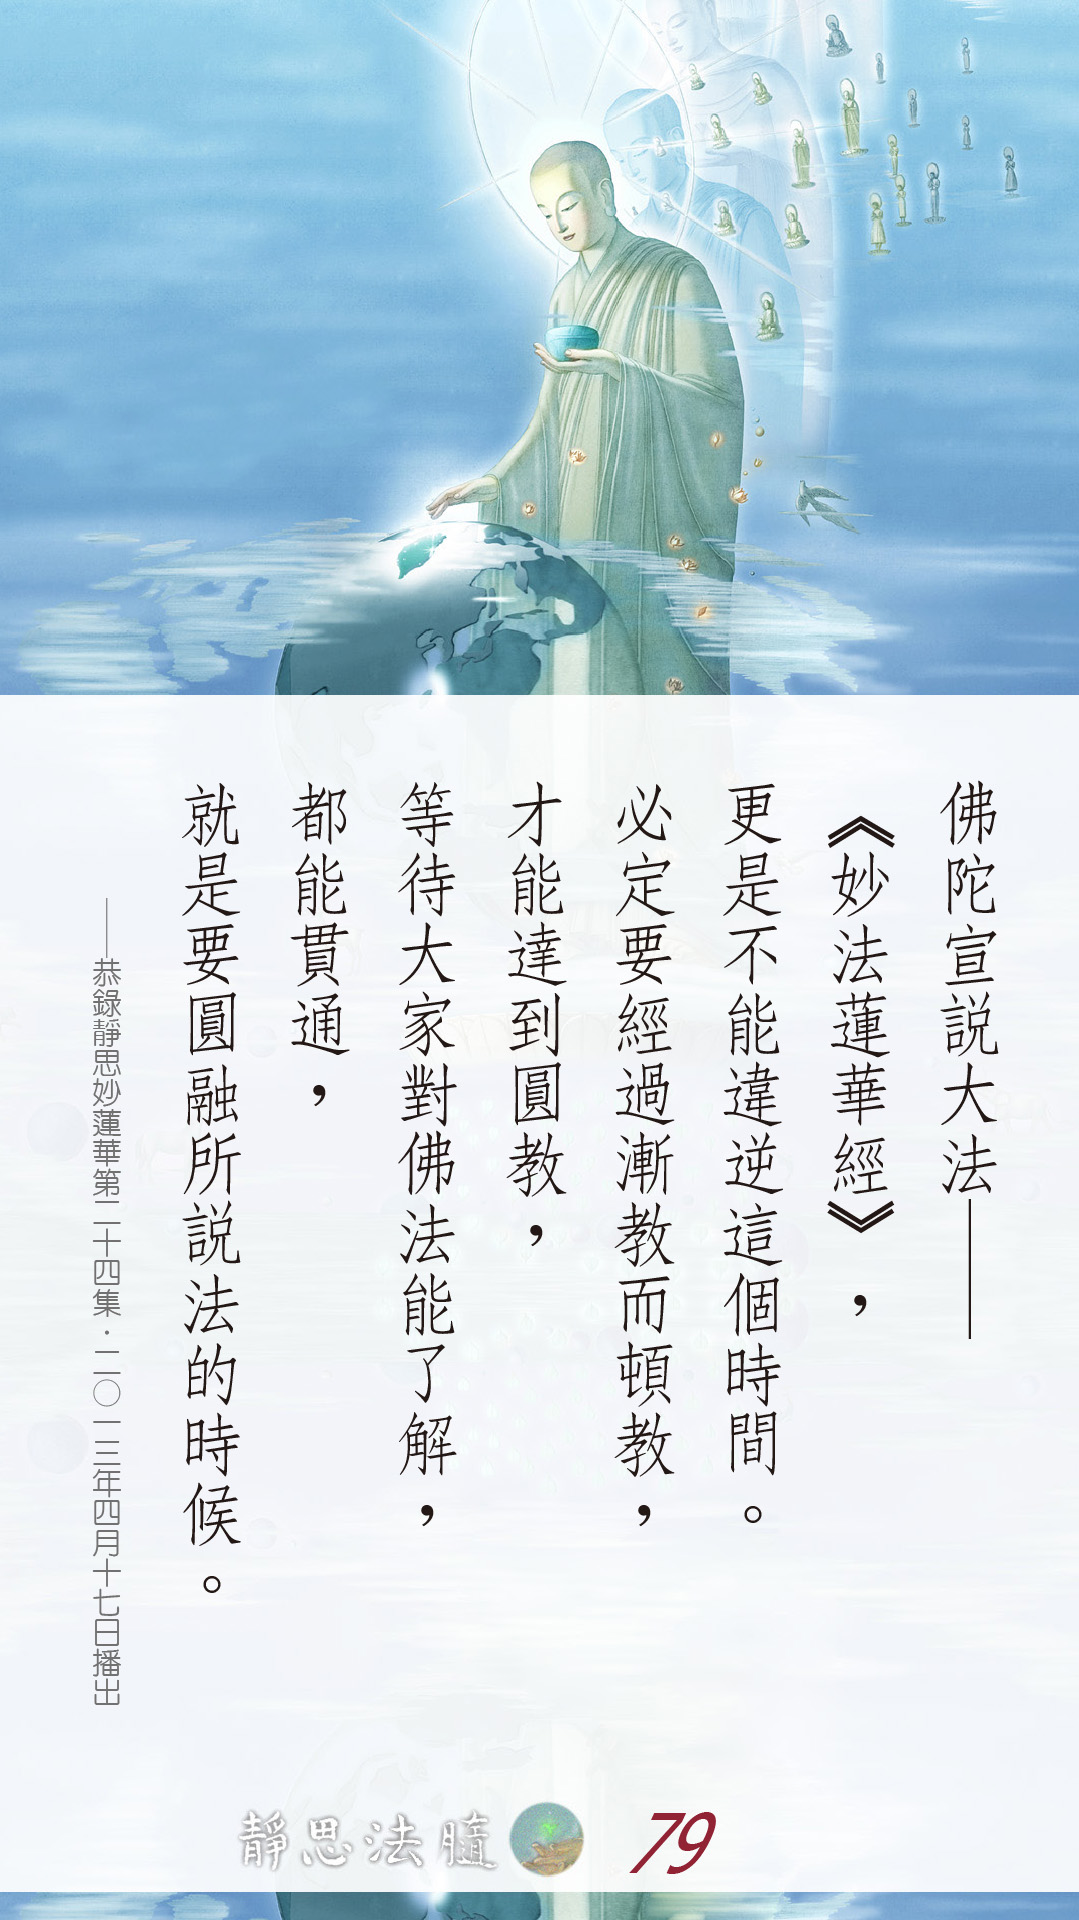 佛陀宣說大法——
《妙法蓮華經》，
更是不能違逆這個時間。
必定要經過漸教而頓教，
才能達到圓教，
等待大家對佛法能了解，
都能貫通，
就是要圓融所說法的時候。
——恭錄靜思妙蓮華第二十四集．二〇一三年四月十七日播出
靜思法髓
79